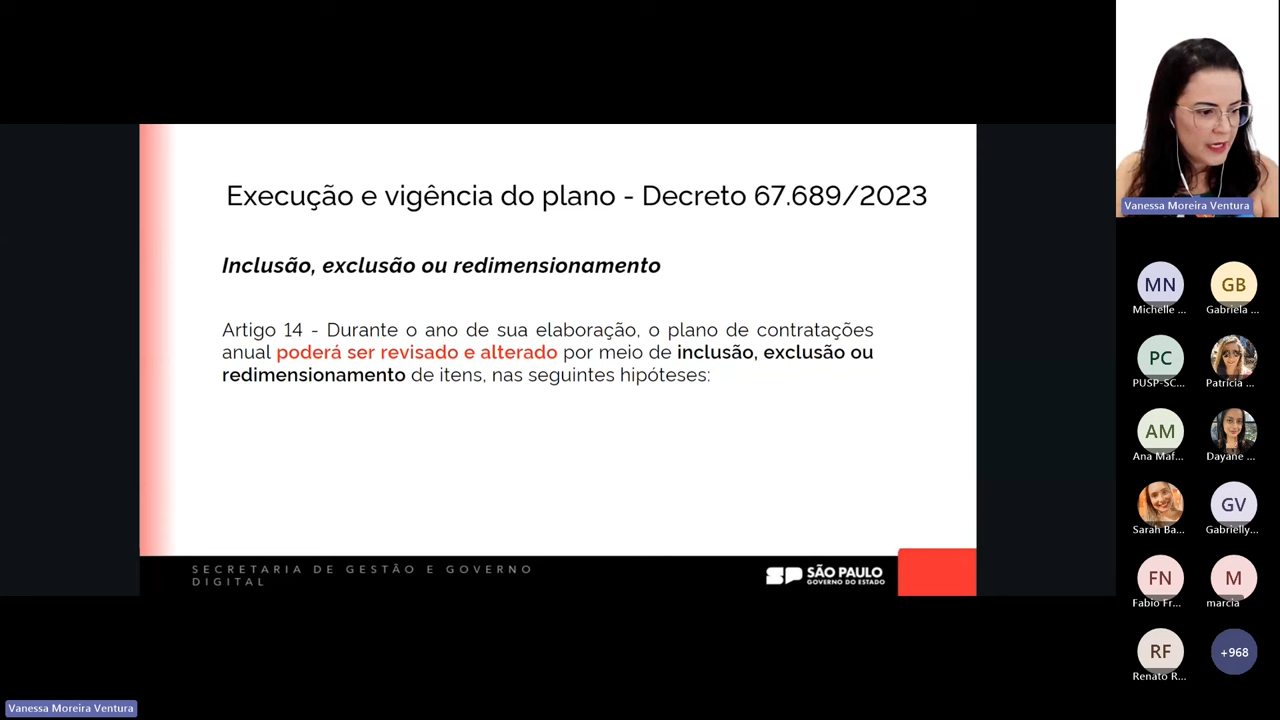 Execução e vigência do plano - Decreto 67.689/2023
Inclusão, exclusão ou redimensionamento
Artigo 14 - Durante o ano de sua elaboração, o plano de contratações
anual poderá ser revisado e alterado por meio de inclusão, exclusão ou
redimensionamento de itens, nas seguintes hipóteses:
SECRETARIA DE GESTÃO E GOVERNO
DIGITAL
SP SÃO PAULO
GOVERNO DO ESTADO
Vanessa Moreira Ventura
MN
Michelle ...
GB
Gabriela ...
PC
PUSP-SC...
Patrícia ...
AM
Ana Maf...
Dayane ...
Sarah Ba...
GV
Gabrielly...
FN
Fabio Fr...
M
marcia
RF
Renato R...
+968
Vanessa Moreira Ventura